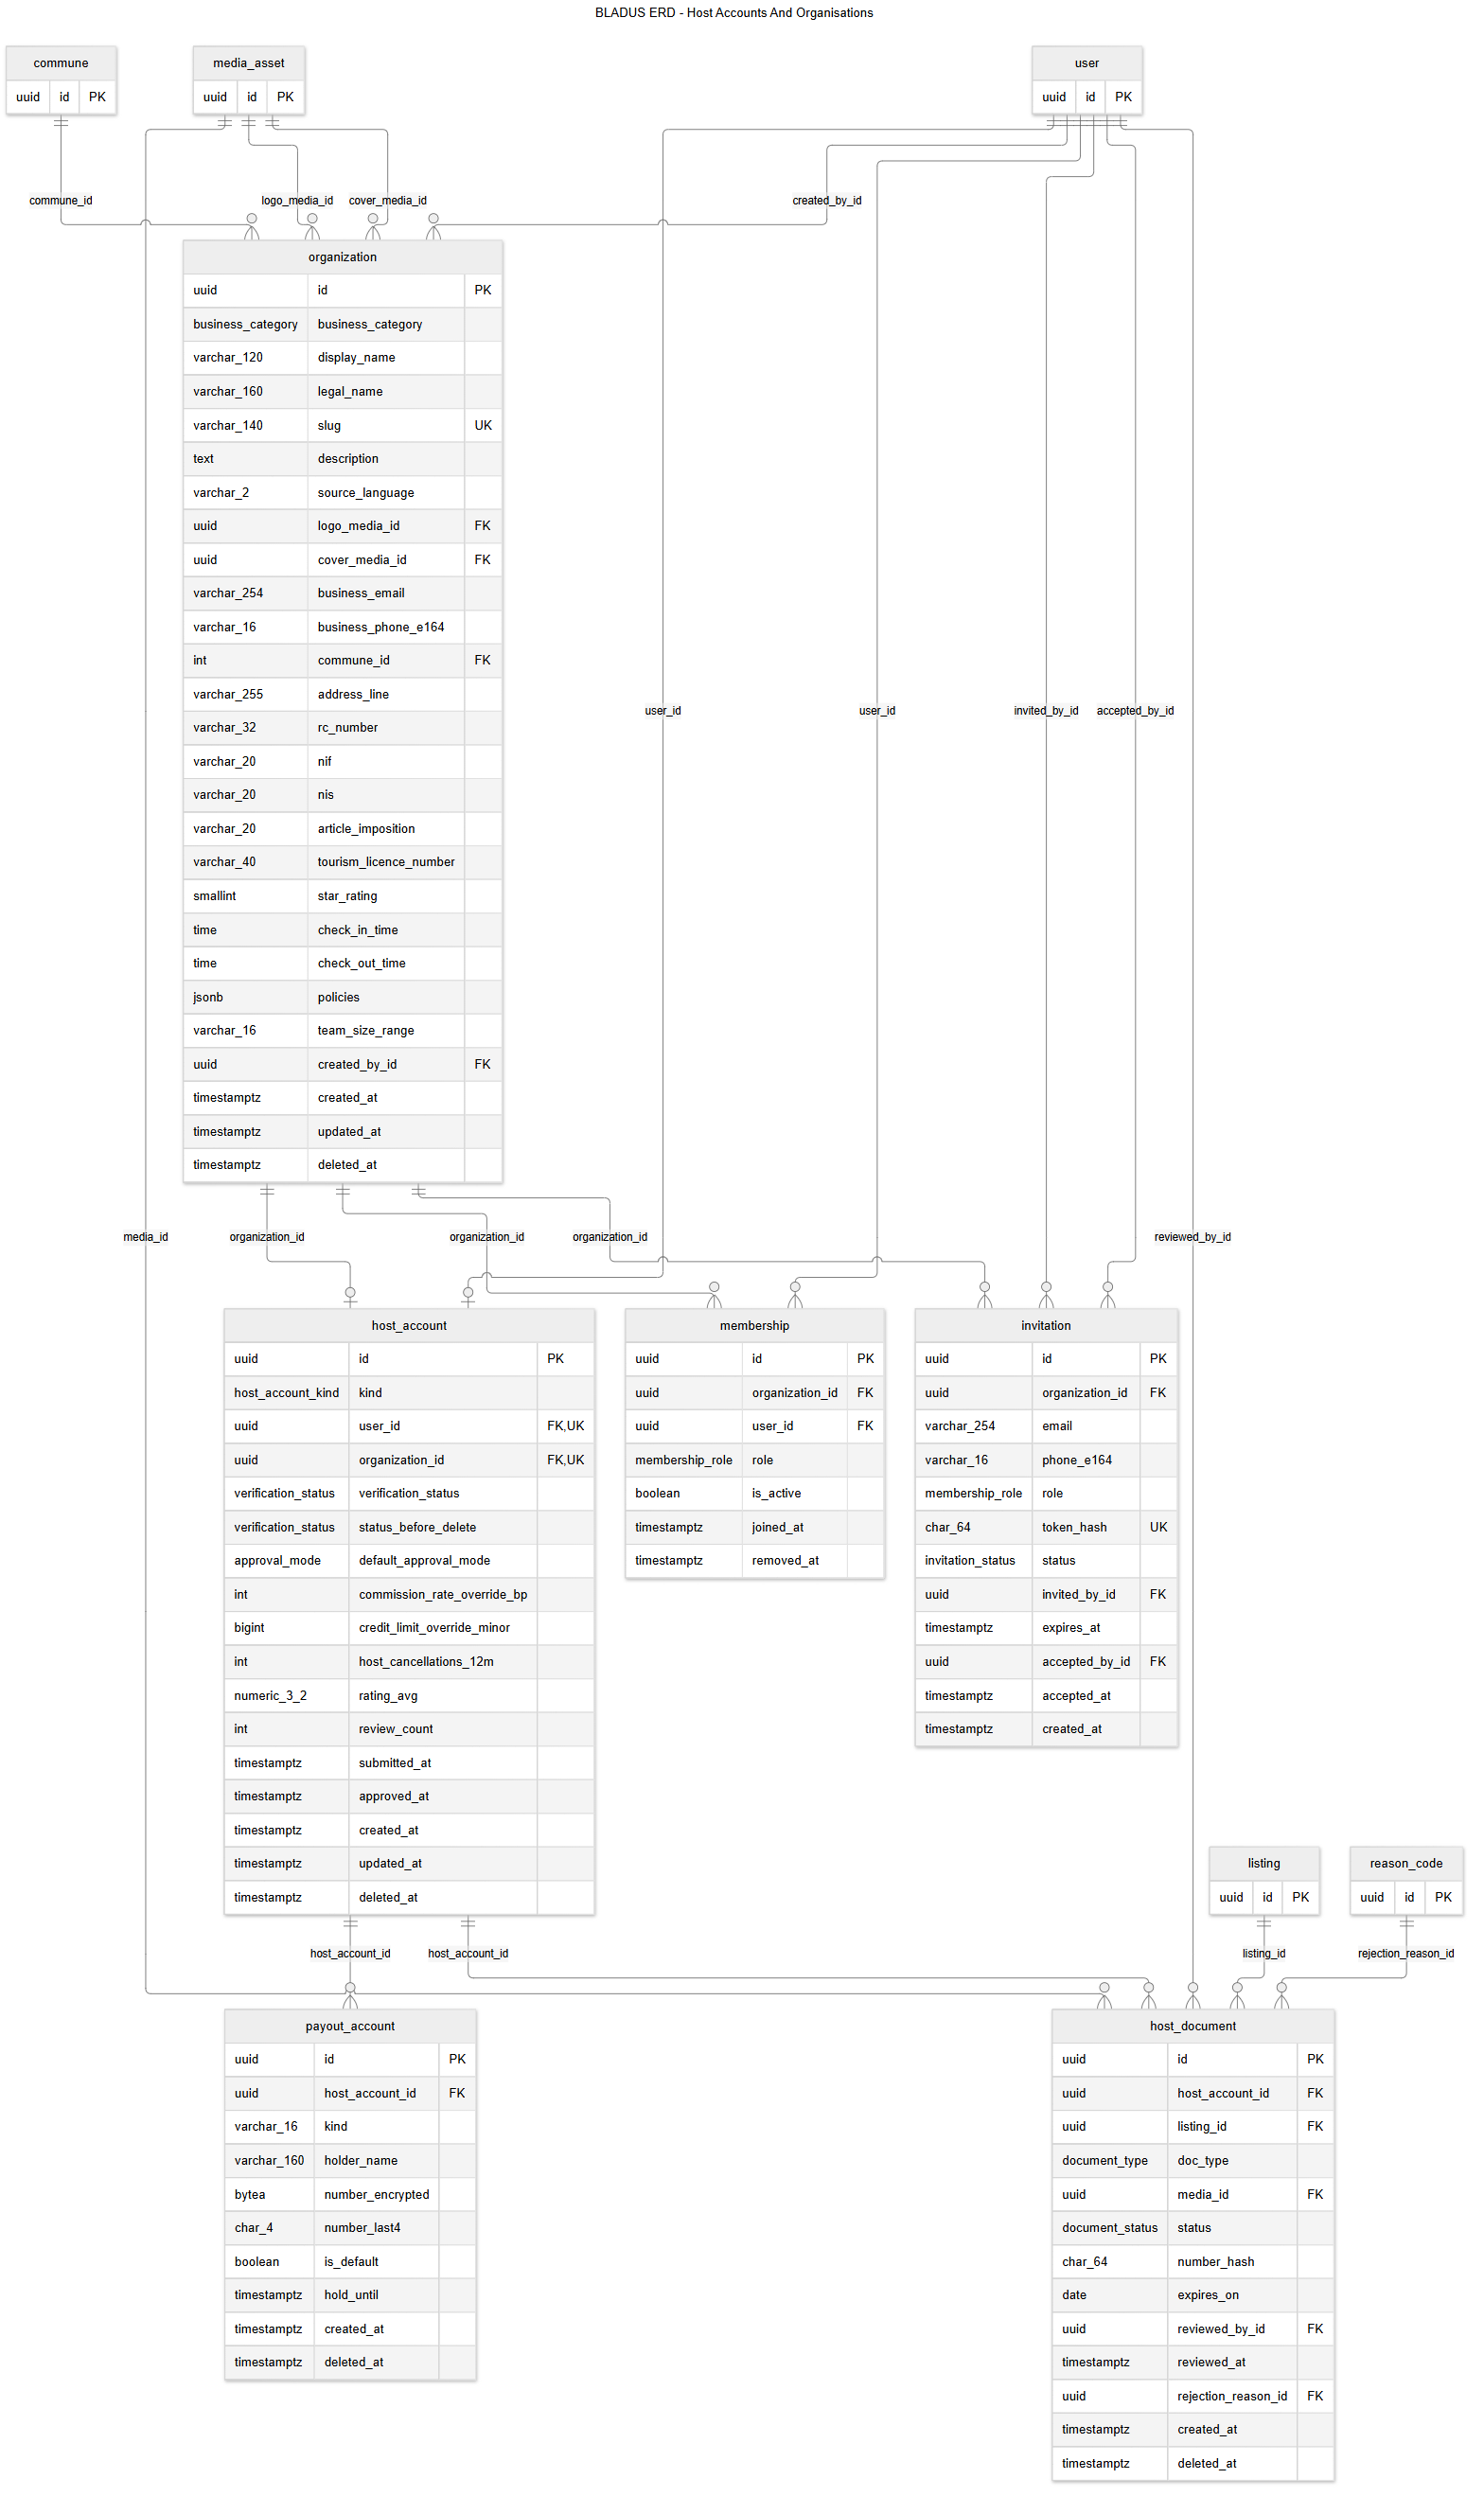 BLADUS ERD - Host Accounts And Organisations
commune
uuid id PK
media_asset
uuid id PK
user
uuid id PK
commune_id
logo_media_id
cover_media_id
created_by_id
organization
uuid id PK
business_category business_category
varchar_120 display_name
varchar_160 legal_name
varchar_140 slug UK
text description
varchar_2 source_language
uuid logo_media_id FK
uuid cover_media_id FK
varchar_254 business_email
varchar_16 business_phone_e164
int commune_id FK
varchar_255 address_line
varchar_32 rc_number
varchar_20 nif
varchar_20 nis
varchar_20 article_imposition
varchar_40 tourism_licence_number
smallint star_rating
time check_in_time
time check_out_time
jsonb policies
varchar_16 team_size_range
uuid created_by_id FK
timestamptz created_at
timestamptz updated_at
timestamptz deleted_at
user_id
user_id
invited_by_id
accepted_by_id
media_id
organization_id
organization_id
organization_id
reviewed_by_id
host_account
uuid id PK
host_account_kind kind
uuid user_id FK,UK
uuid organization_id FK,UK
verification_status verification_status
verification_status status_before_delete
approval_mode default_approval_mode
int commission_rate_override_bp
bigint credit_limit_override_minor
int host_cancellations_12m
numeric_3_2 rating_avg
int review_count
timestamptz submitted_at
timestamptz approved_at
timestamptz created_at
timestamptz updated_at
timestamptz deleted_at
membership
uuid id PK
uuid organization_id FK
uuid user_id FK
membership_role role
boolean is_active
timestamptz joined_at
timestamptz removed_at
invitation
uuid id PK
uuid organization_id FK
varchar_254 email
varchar_16 phone_e164
membership_role role
char_64 token_hash UK
invitation_status status
uuid invited_by_id FK
timestamptz expires_at
uuid accepted_by_id FK
timestamptz accepted_at
timestamptz created_at
listing
uuid id PK
reason_code
uuid id PK
host_account_id
host_account_id
listing_id
rejection_reason_id
payout_account
uuid id PK
uuid host_account_id FK
varchar_16 kind
varchar_160 holder_name
bytea number_encrypted
char_4 number_last4
boolean is_default
timestamptz hold_until
timestamptz created_at
timestamptz deleted_at
host_document
uuid id PK
uuid host_account_id FK
uuid listing_id FK
document_type doc_type
uuid media_id FK
document_status status
char_64 number_hash
date expires_on
uuid reviewed_by_id FK
timestamptz reviewed_at
uuid rejection_reason_id FK
timestamptz created_at
timestamptz deleted_at